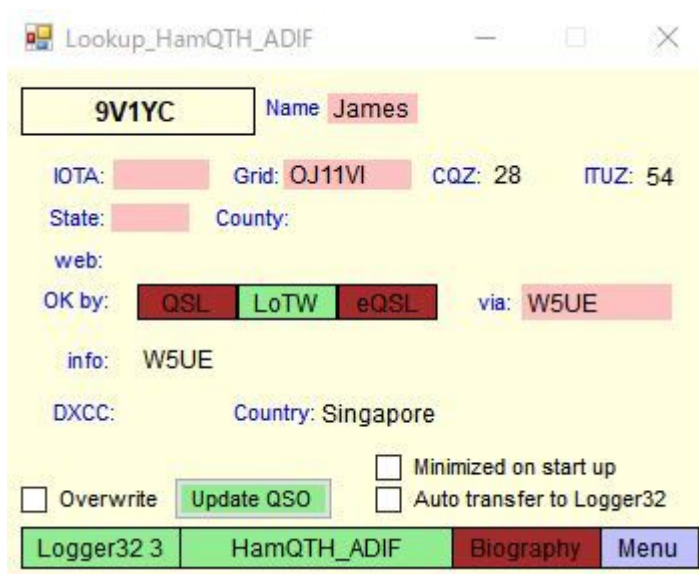 Lookup_HamQTH_ADIF
9V1YC Name James
IOTA: Grid: OJ11VI CQZ: 28 ITUZ: 54
State: County:
web:
OK by: QSL LoTW eQSL via: W5UE
info: W5UE
DXCC: Country: Singapore
Minimized on start up
Overwrite Update QSO Auto transfer to Logger32
Logger32 3 HamQTH_ADIF Biography Menu